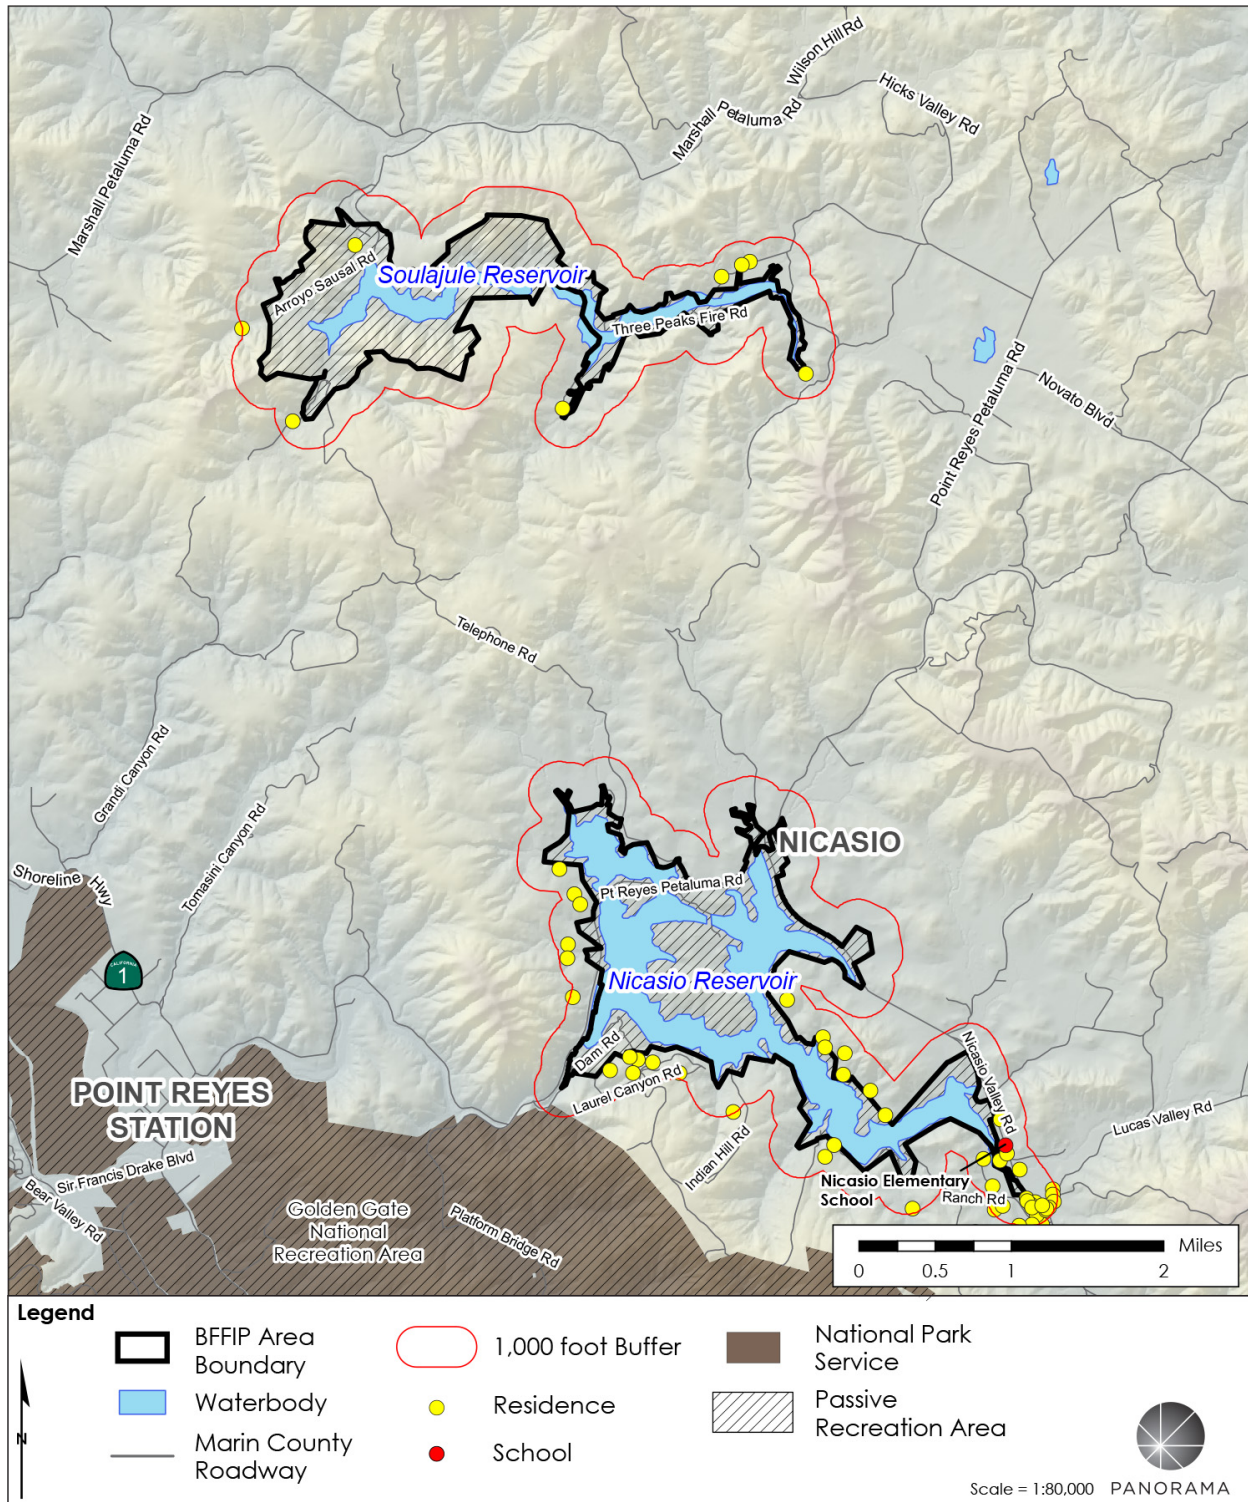 Wilson Hill Rd
Hicks Valley Rd
Marshall Petaluma Rd
Marshall Petaluma Rd
Soulajule Reservoir
Arroyo Sausal Rd
Three Peaks Fire Rd
Point Reyes Petaluma Rd
Novato Blvd
Telephone Rd
Grandi Canyon Rd
Tomasini Canyon Rd
Shoreline Hwy
NICASIO
Pt Reyes Petaluma Rd
CALIFORNIA
1
Nicasio Reservoir
Dam Rd
Laurel Canyon Rd
Nicasio Valley Rd
Lucas Valley Rd
POINT REYES
STATION
Sir Francis Drake Blvd
Bear Valley Rd
Indian Hill Rd
Nicasio Elementary
School
Ranch Rd
Golden Gate
National
Recreation Area
Platform Bridge Rd
Miles
0 0.5 1 2
Legend
BFFIP Area
Boundary
Waterbody
Marin County
Roadway
1,000 foot Buffer
Residence
School
National Park
Service
Passive
Recreation Area
N
Scale = 1:80,000
PANORAMA